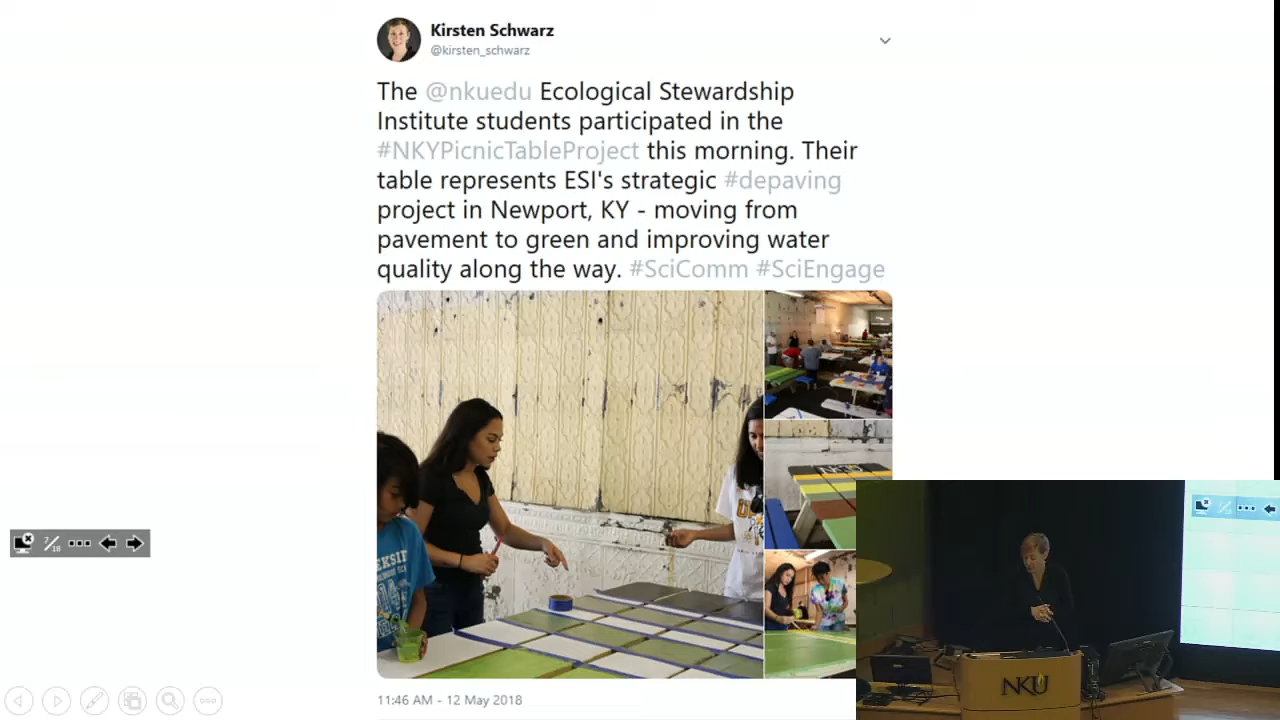 Kirsten Schwarz
@kirsten_schwarz
The @nkuedu Ecological Stewardship
Institute students participated in the
#NKYPicnicTableProject this morning. Their
table represents ESI's strategic #depaving
project in Newport, KY - moving from
pavement to green and improving water
quality along the way. #SciComm #SciEngage
11:46 AM - 12 May 2018
7/18
NKU